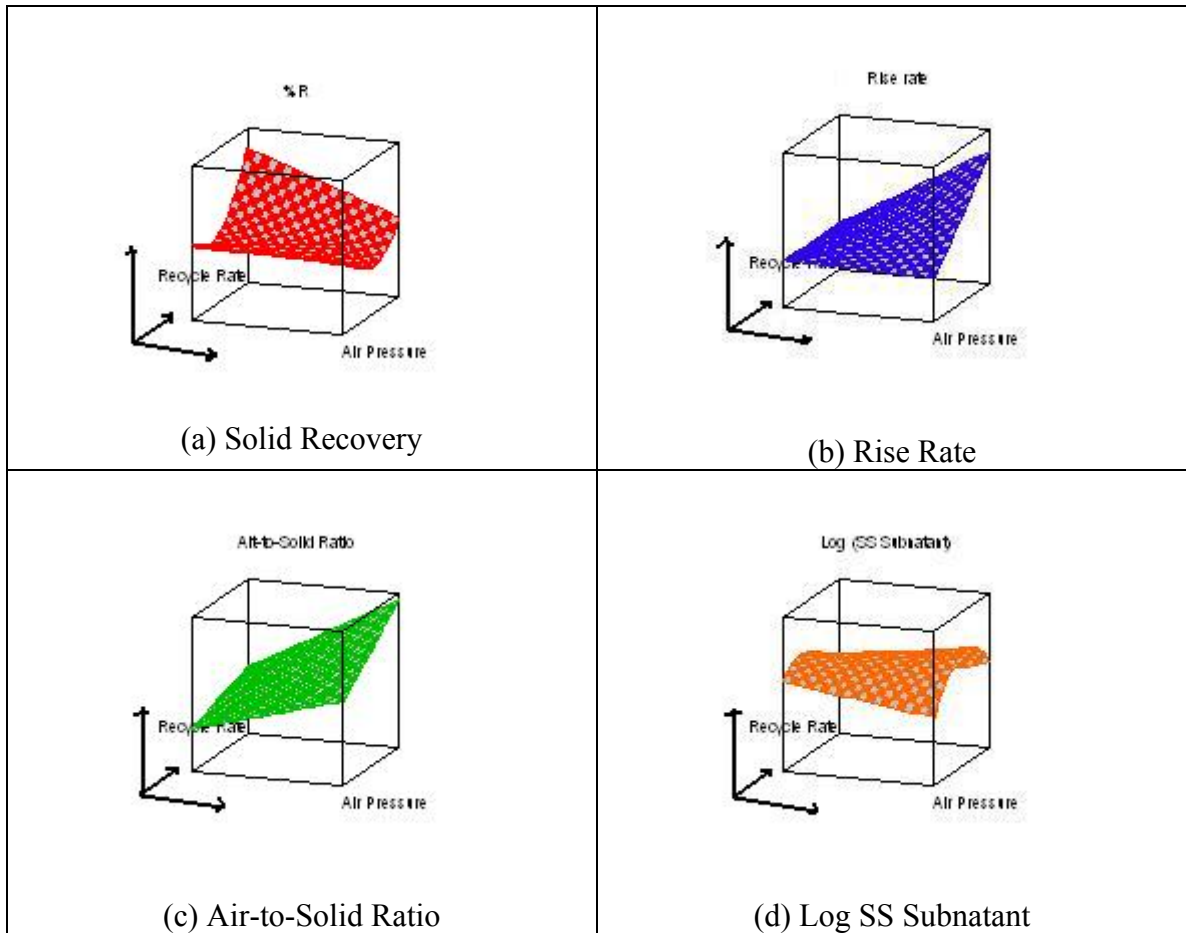 % R
Recycle Rate
Air Pressure
(a) Solid Recovery
Rise rate
Recycle Rate
Air Pressure
(b) Rise Rate
Air-to-Solid Ratio
Recycle Rate
Air Pressure
(c) Air-to-Solid Ratio
Log (SS Subnatant)
Recycle Rate
Air Pressure
(d) Log SS Subnatant